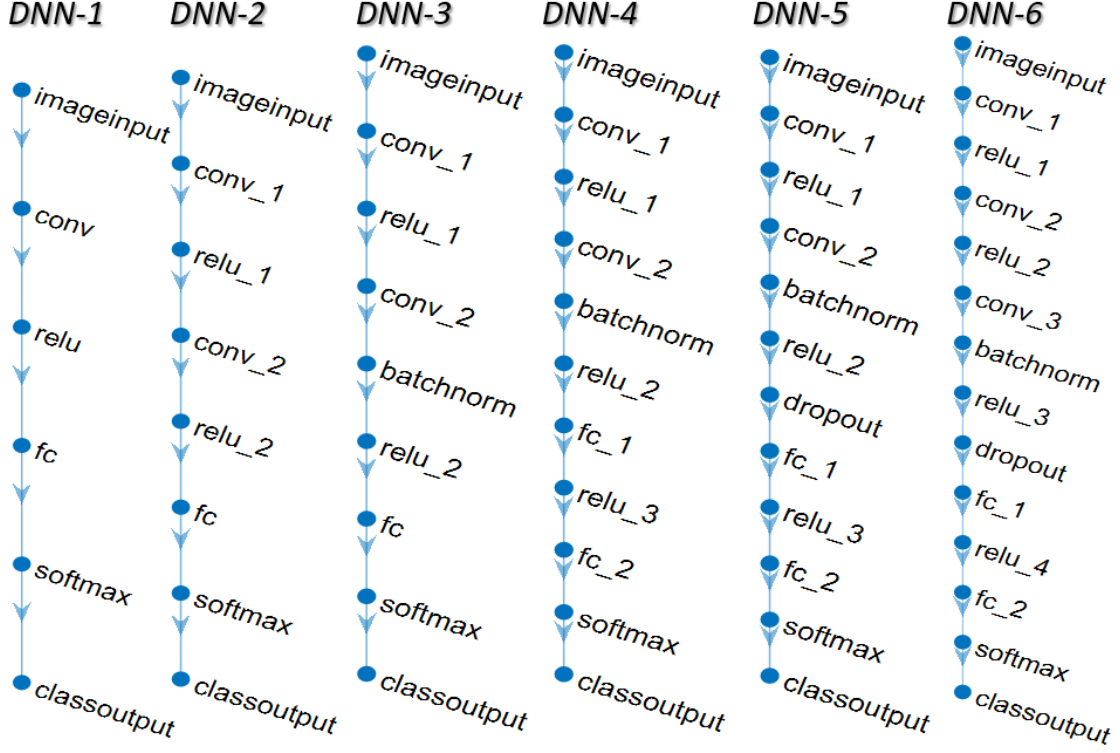 DNN-1
imageinput
conv
relu
fc
softmax
classoutput
DNN-2
imageinput
conv_1
relu_1
conv_2
relu_2
fc
softmax
classoutput
DNN-3
imageinput
conv_1
relu_1
conv_2
batchnorm
relu_2
fc
softmax
classoutput
DNN-4
imageinput
conv_1
relu_1
conv_2
batchnorm
relu_2
fc_1
relu_3
fc_2
softmax
classoutput
DNN-5
imageinput
conv_1
relu_1
conv_2
batchnorm
relu_2
dropout
fc_1
relu_3
fc_2
softmax
classoutput
DNN-6
imageinput
conv_1
relu_1
conv_2
relu_2
conv_3
batchnorm
relu_3
dropout
fc_1
relu_4
fc_2
softmax
classoutput